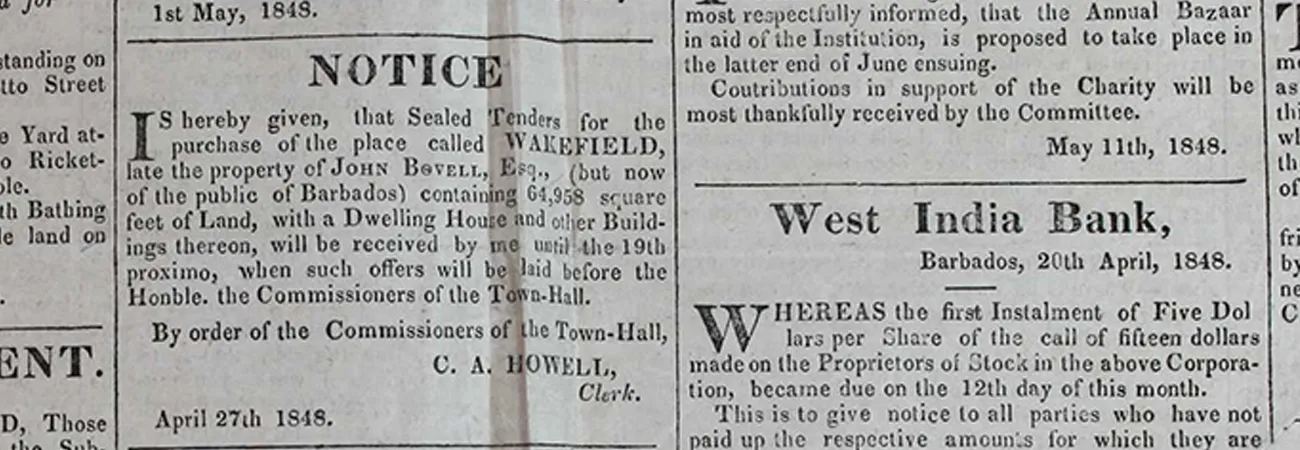 standing on
tto Street
e Yard at-
o Ricket-
ple.
th Bathing
le land on
ENT.
D, Those
the Sub-
1st May, 1848.
NOTICE
IS hereby given, that Sealed Tenders for the
purchase of the place called WAKEFIELD,
late the property of JOHN BOVELL, Esq., (but now
of the public of Barbados) containing 64,958 square
feet of Land, with a Dwelling House and other Build-
ings thereon, will be received by me until the 19th
proximo, when such offers will be laid before the
Honble. the Commissioners of the Town-Hall.
By order of the Commissioners of the Town-Hall,
C. A. HOWELL,
Clerk.
April 27th 1848.
most respectfully informed, that the Annual Bazaar
in aid of the Institution, is proposed to take place in
the latter end of June ensuing.
Coutributions in support of the Charity will be
most thankfully received by the Committee.
May 11th, 1848.
West India Bank,
Barbados, 20th April, 1848.
WHEREAS the first Instalment of Five Dol
lars per Share of the call of fifteen dollars
made on the Proprietors of Stock in the above Corpora-
tion, became due on the 12th day of this month.
This is to give notice to all parties who have not
paid up the respective amounts for which they are